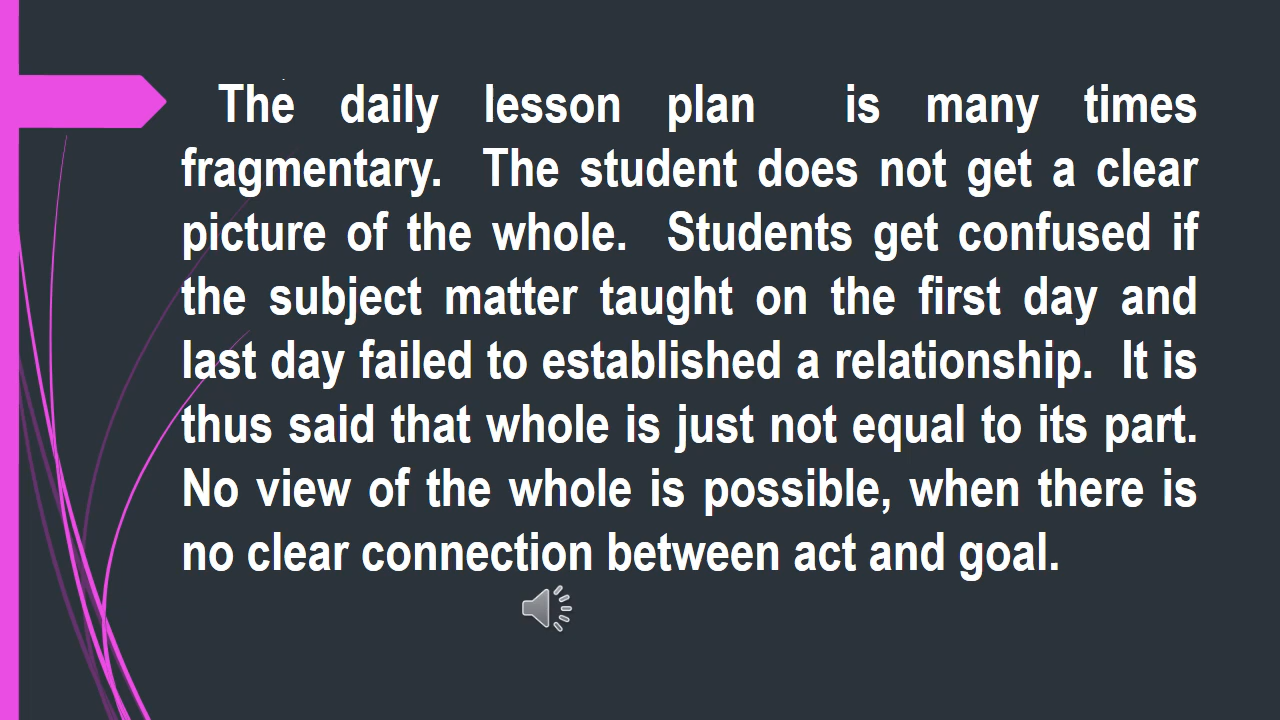 The daily lesson plan is many times
fragmentary. The student does not get a clear
picture of the whole. Students get confused if
the subject matter taught on the first day and
last day failed to established a relationship. It is
thus said that whole is just not equal to its part.
No view of the whole is possible, when there is
no clear connection between act and goal.